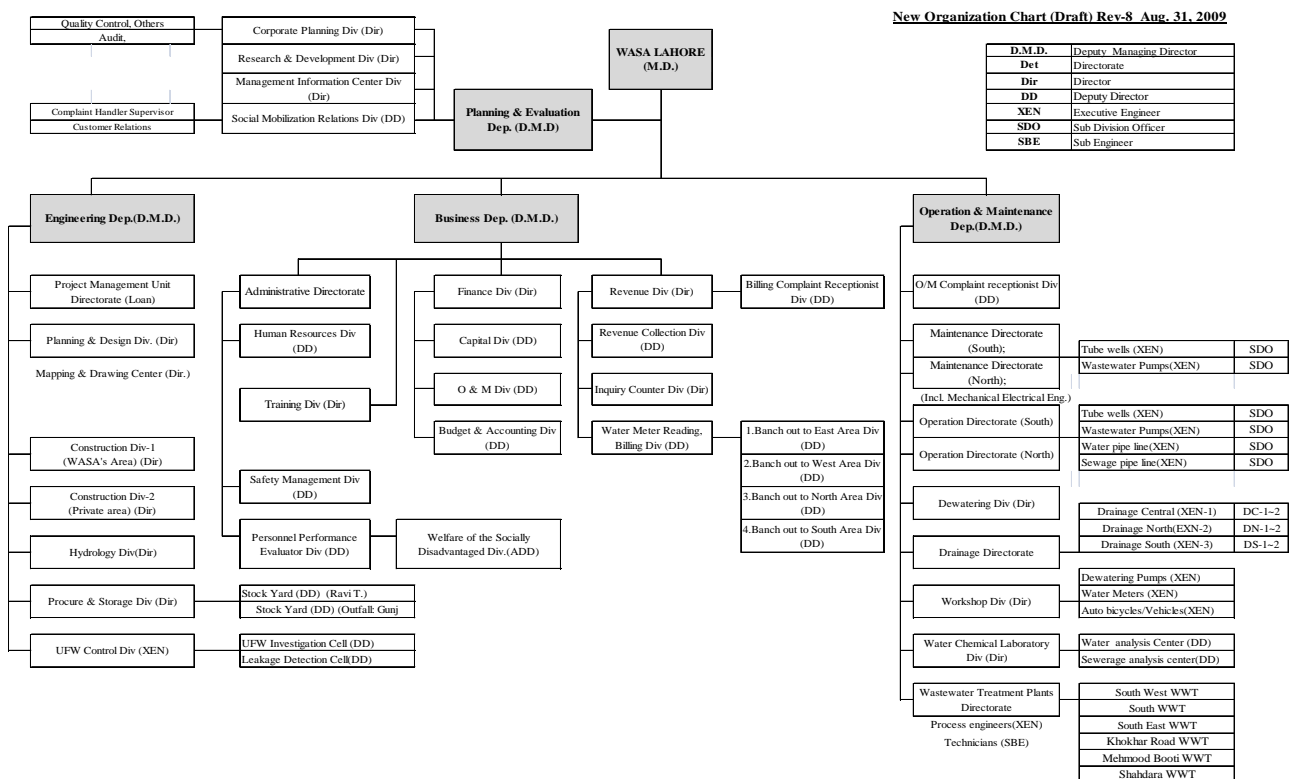 New Organization Chart (Draft) Rev-8 Aug. 31, 2009
Quality Control, Others
Audit,
Corporate Planning Div (Dir)
Research & Development Div (Dir)
Management Information Center Div
(Dir)
Complaint Handler Supervisor
Customer Relations
Social Mobilization Relations Div (DD)
WASA LAHORE
(M.D.)
Planning & Evaluation
Dep. (D.M.D)
D.M.D. Deputy Managing Director
Det Directorate
Dir Director
DD Deputy Director
XEN Executive Engineer
SDO Sub Division Officer
SBE Sub Engineer
Engineering Dep.(D.M.D.)
Business Dep. (D.M.D.)
Operation & Maintenance
Dep.(D.M.D.)
Project Management Unit
Directorate (Loan)
Planning & Design Div. (Dir)
Mapping & Drawing Center (Dir.)
Construction Div-1
(WASA's Area) (Dir)
Construction Div-2
(Private area) (Dir)
Hydrology Div(Dir)
Procure & Storage Div (Dir)
Stock Yard (DD) (Ravi T.)
Stock Yard (DD) (Outfall: Gunj
UFW Control Div (XEN)
UFW Investigation Cell (DD)
Leakage Detection Cell(DD)
Administrative Directorate
Human Resources Div
(DD)
Training Div (Dir)
Safety Management Div
(DD)
Personnel Performance
Evaluator Div (DD)
Welfare of the Socially
Disadvantaged Div.(ADD)
Finance Div (Dir)
Capital Div (DD)
O & M Div (DD)
Budget & Accounting Div
(DD)
Revenue Div (Dir)
Billing Complaint Receptionist
Div (DD)
Revenue Collection Div
(DD)
Inquiry Counter Div (Dir)
Water Meter Reading,
Billing Div (DD)
1.Banch out to East Area Div
(DD)
2.Banch out to West Area Div
(DD)
3.Banch out to North Area Div
(DD)
4.Banch out to South Area Div
(DD)
O/M Complaint receptionist Div
(DD)
Maintenance Directorate
(South);
Maintenance Directorate
(North);
(Incl. Mechanical Electrical Eng.)
Tube wells (XEN) SDO
Wastewater Pumps(XEN) SDO
Operation Directorate (South)
Operation Directorate (North)
Tube wells (XEN) SDO
Wastewater Pumps(XEN) SDO
Water pipe line(XEN) SDO
Sewage pipe line(XEN) SDO
Dewatering Div (Dir)
Drainage Directorate
Drainage Central (XEN-1) DC-1~2
Drainage North(EXN-2) DN-1~2
Drainage South (XEN-3) DS-1~2
Workshop Div (Dir)
Dewatering Pumps (XEN)
Water Meters (XEN)
Auto bicycles/Vehicles(XEN)
Water Chemical Laboratory
Div (Dir)
Water analysis Center (DD)
Sewerage analysis center(DD)
Wastewater Treatment Plants
Directorate
Process engineers(XEN)
Technicians (SBE)
South West WWT
South WWT
South East WWT
Khokhar Road WWT
Mehmood Booti WWT
Shahdara WWT